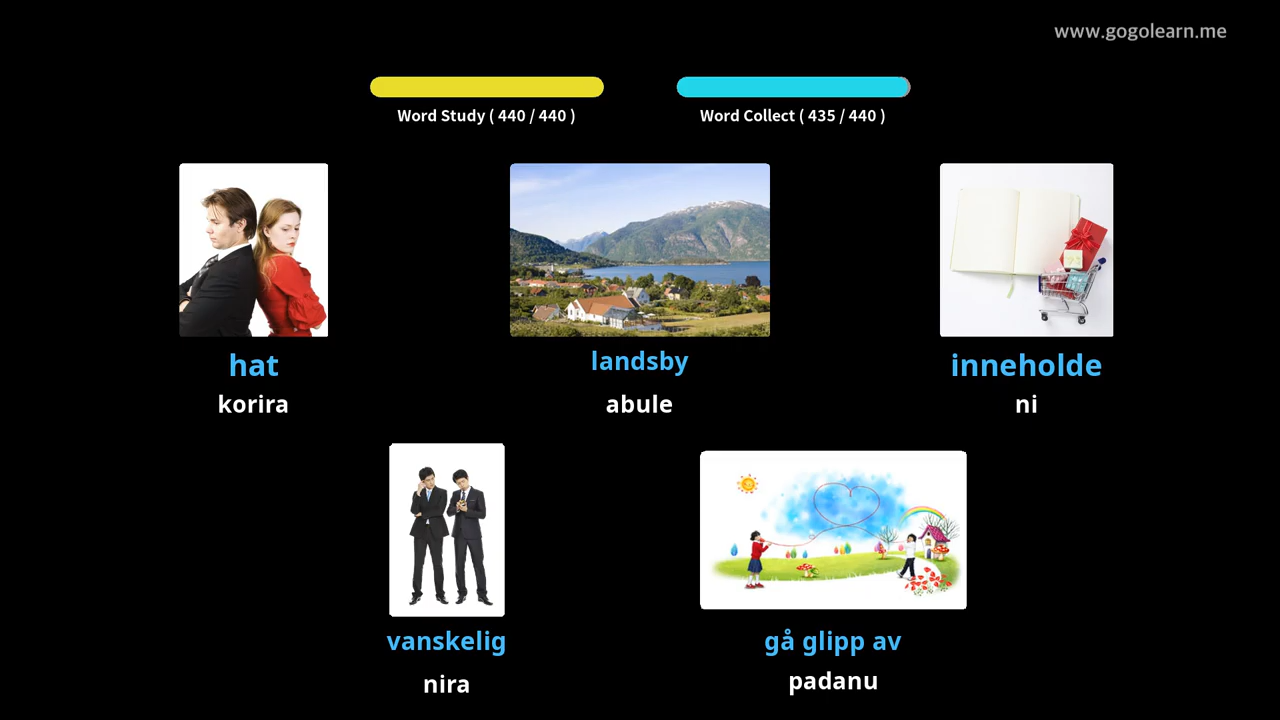 www.gogolearn.me
Word Study ( 440 / 440 )
Word Collect ( 435 / 440 )
hat
korira
landsby
abule
inneholde
ni
vanskelig
nira
gå glipp av
padanu